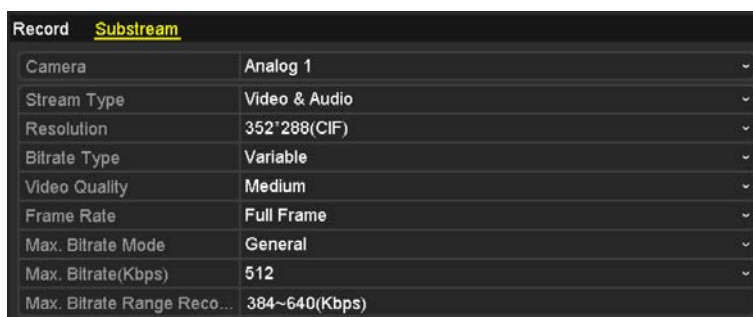 Record Substream
Camera Analog 1
Stream Type Video & Audio
Resolution 352*288(CIF)
Bitrate Type Variable
Video Quality Medium
Frame Rate Full Frame
Max. Bitrate Mode General
Max. Bitrate(Kbps) 512
Max. Bitrate Range Reco... 384~640(Kbps)